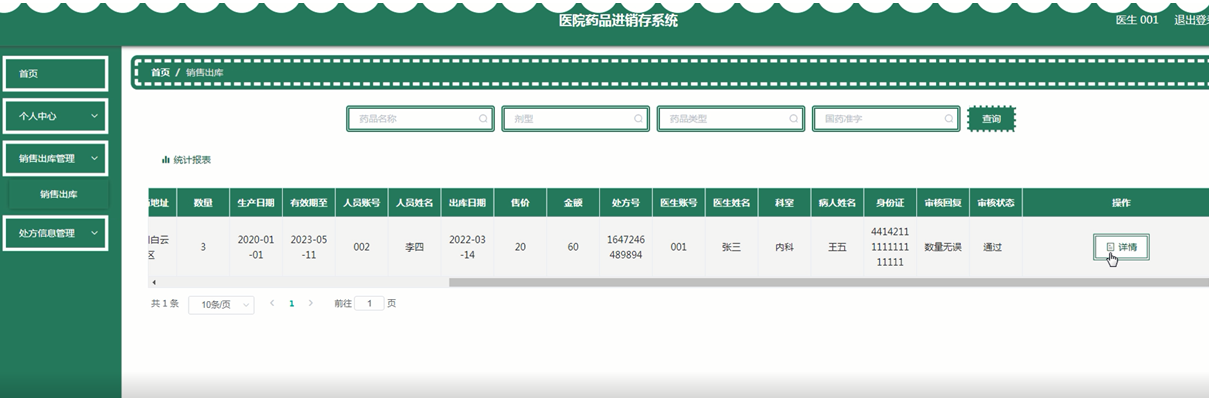 医院药品进销存系统
医生 001 退出登录
首页
首页 / 销售出库
个人中心
药品名称 剂型 药品类型 国药准字 查询
销售出库管理
统计报表
销售出库
地址 数量 生产日期 有效期至 人员账号 人员姓名 出库日期 售价 金额 处方号 医生账号 医生姓名 科室 病人姓名 身份证 审核回复 审核状态 操作
处方信息管理
白云 2020-01 2023-05 2022-03 1647246 4414211
区 3 -01 -11 002 李四 -14 20 60 489894 001 张三 内科 王五 1111111 数量无误 通过 详情
11111
共 1 条 10条/页 1 前往 1 页